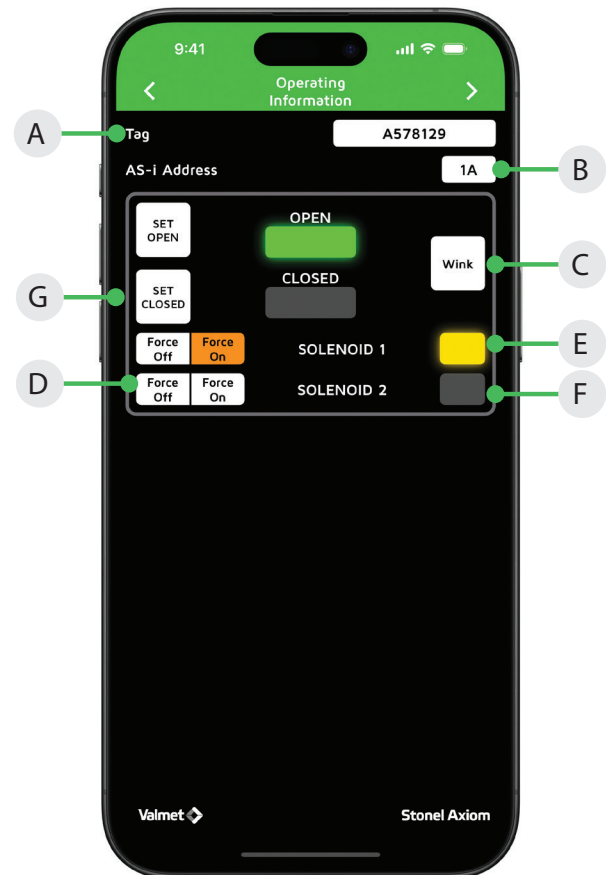 9:41
Operating
Information
A
Tag
A578129
AS-i Address
1A
B
SET
OPEN
OPEN
Wink
C
G
SET
CLOSED
CLOSED
Force
Off
Force
On
SOLENOID 1
E
D
Force
Off
Force
On
SOLENOID 2
F
Valmet
Stonel Axiom